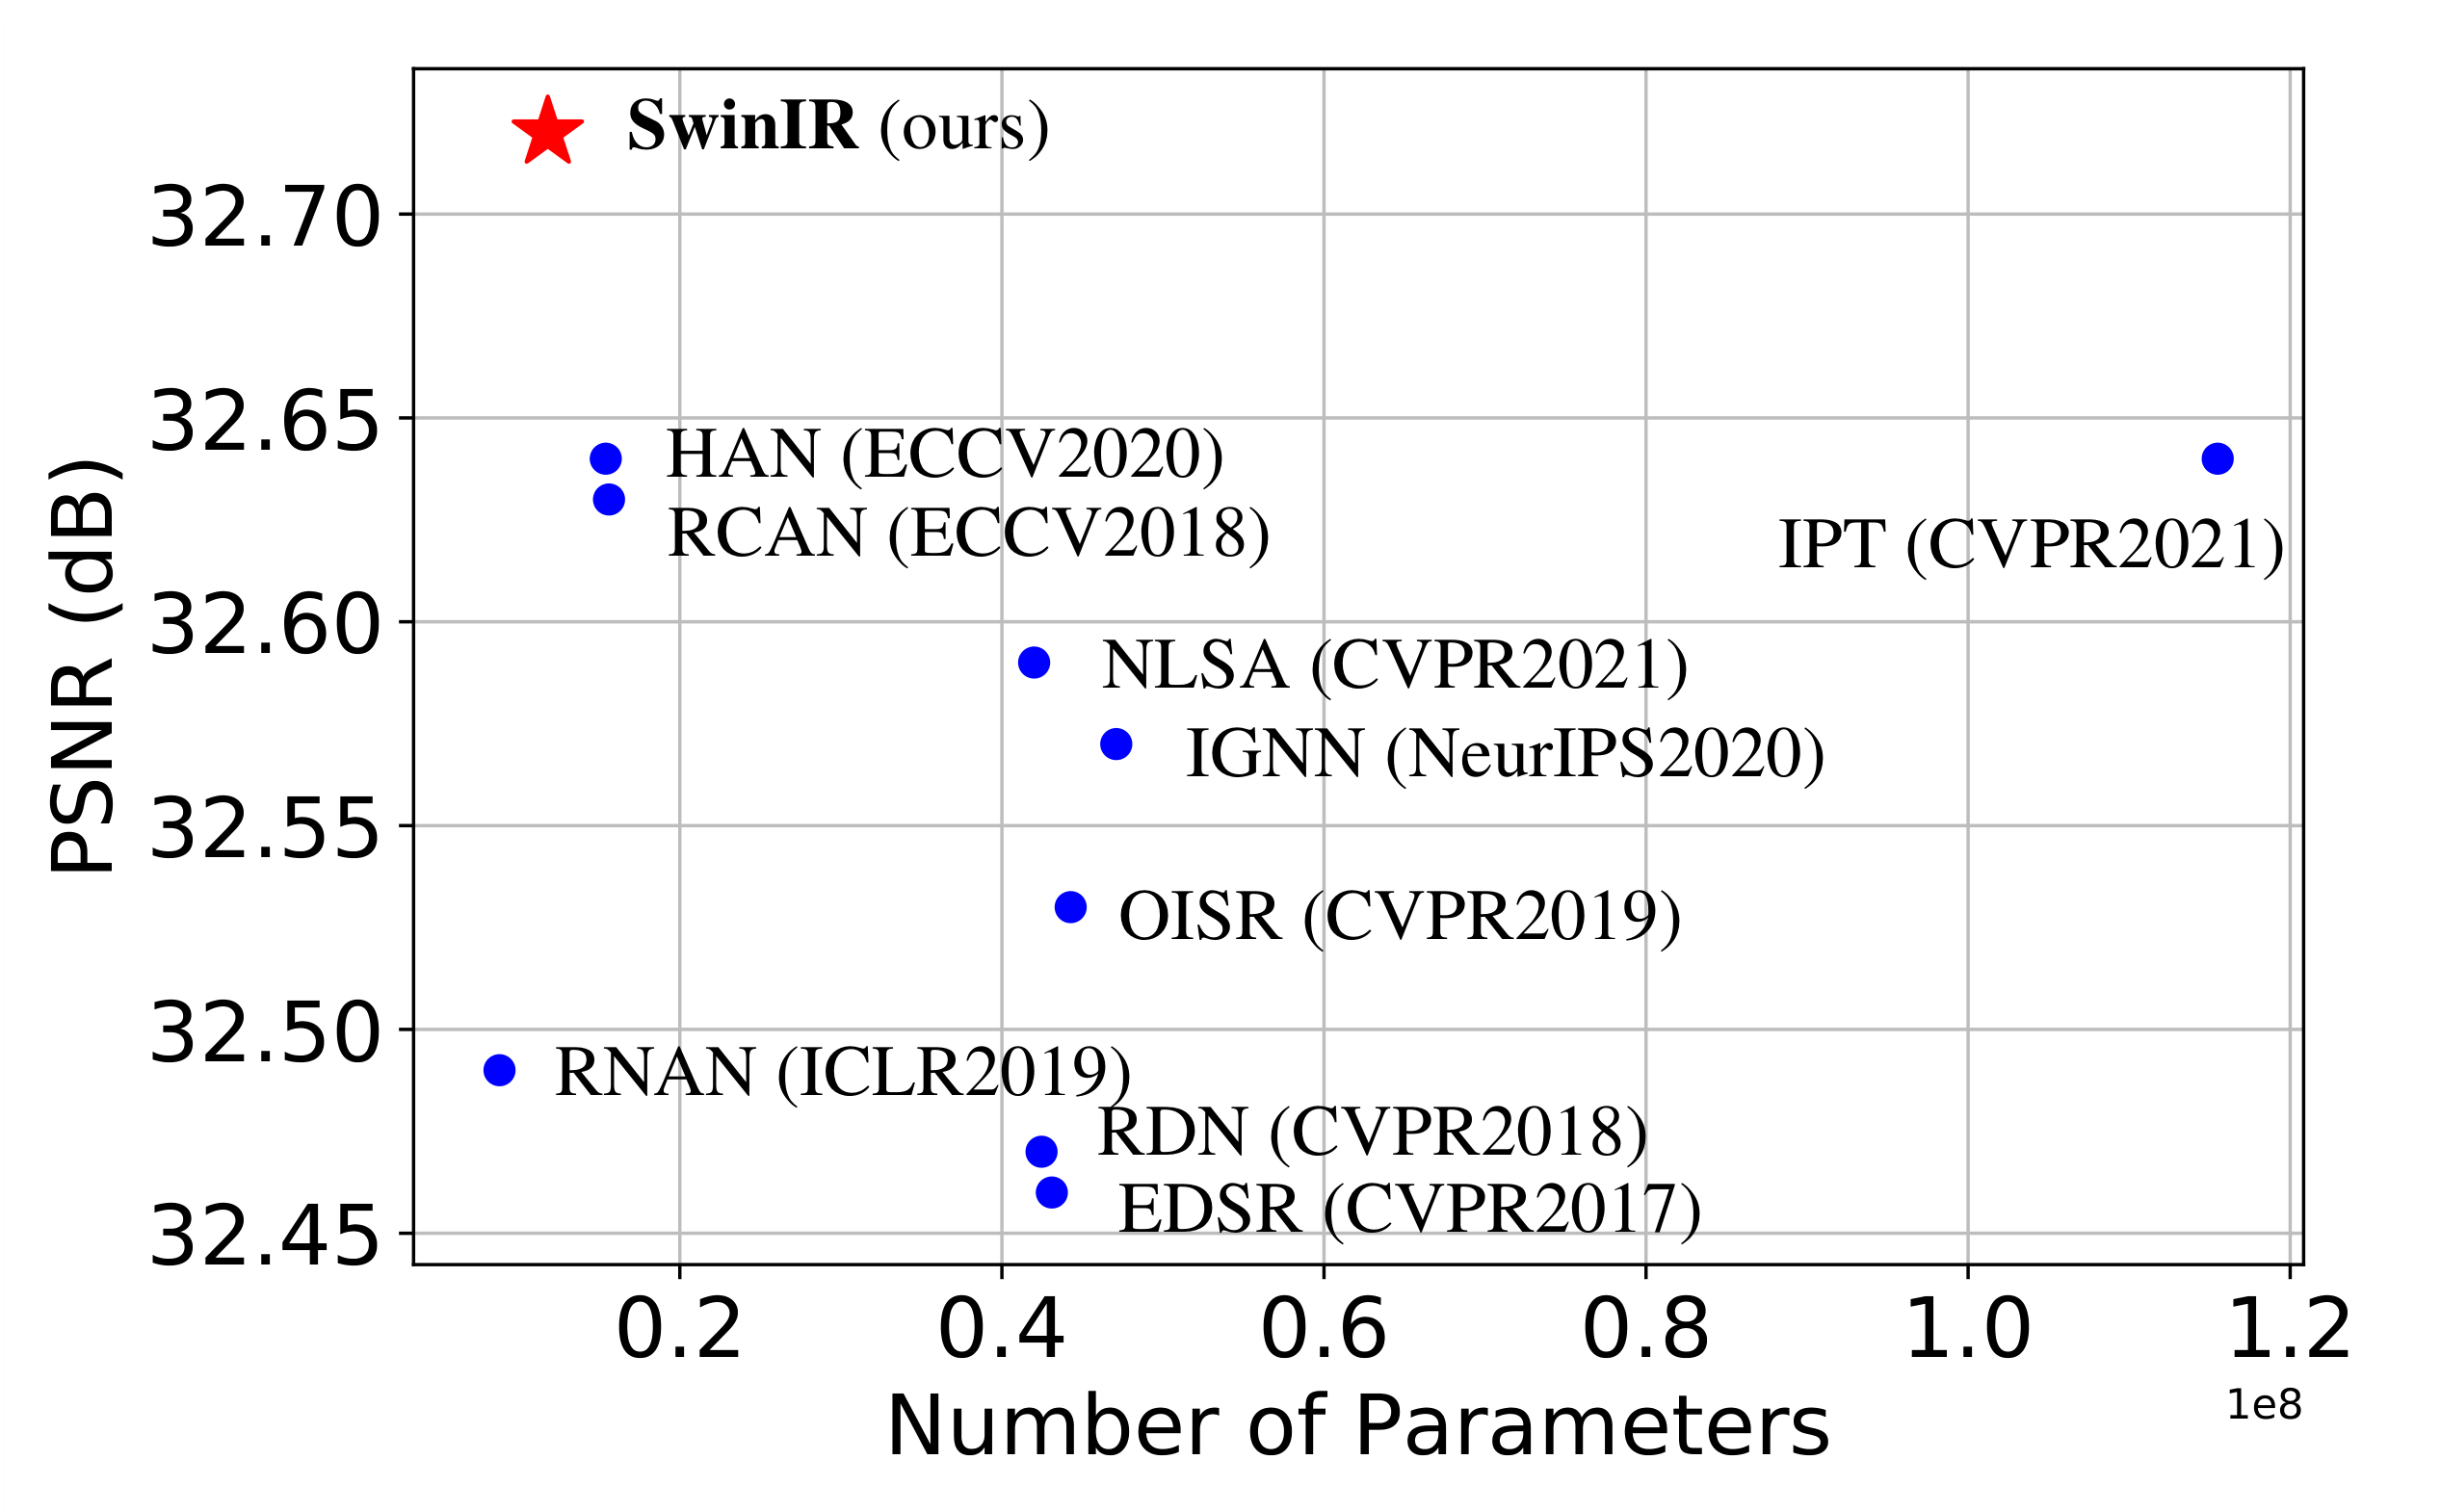 SwinIR (ours)
32.70
32.65
HAN (ECCV2020)
RCAN (ECCV2018)
IPT (CVPR2021)
32.60
NLSA (CVPR2021)
IGNN (NeurIPS2020)
32.55
OISR (CVPR2019)
32.50
RNAN (ICLR2019)
RDN (CVPR2018)
EDSR (CVPR2017)
32.45
PSNR (dB)
0.2 0.4 0.6 0.8 1.0 1.2
1e8
Number of Parameters